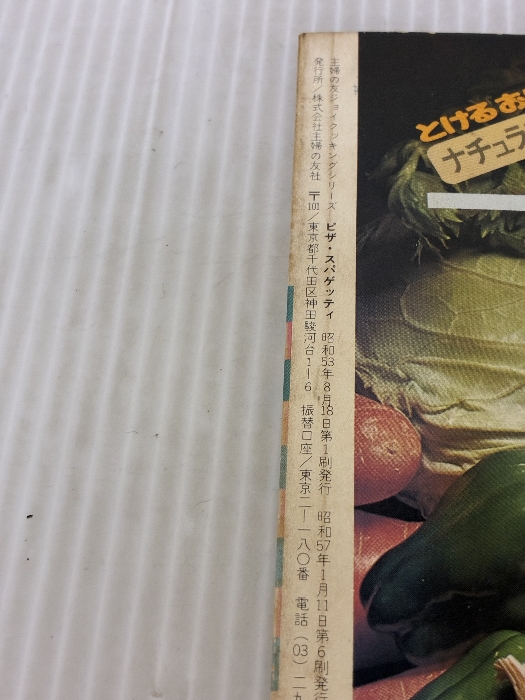 主婦の友ジョイクッキングシリーズ ピザ・スパゲッティ 昭和53年8月18日第1刷発行 昭和57年1月11日第6刷発行
発行所/株式会社主婦の友社 〒101/東京都千代田区神田駿河台1−6 振替口座/東京二−一八〇番 電話(03)二九
とけるお
ナチュラ